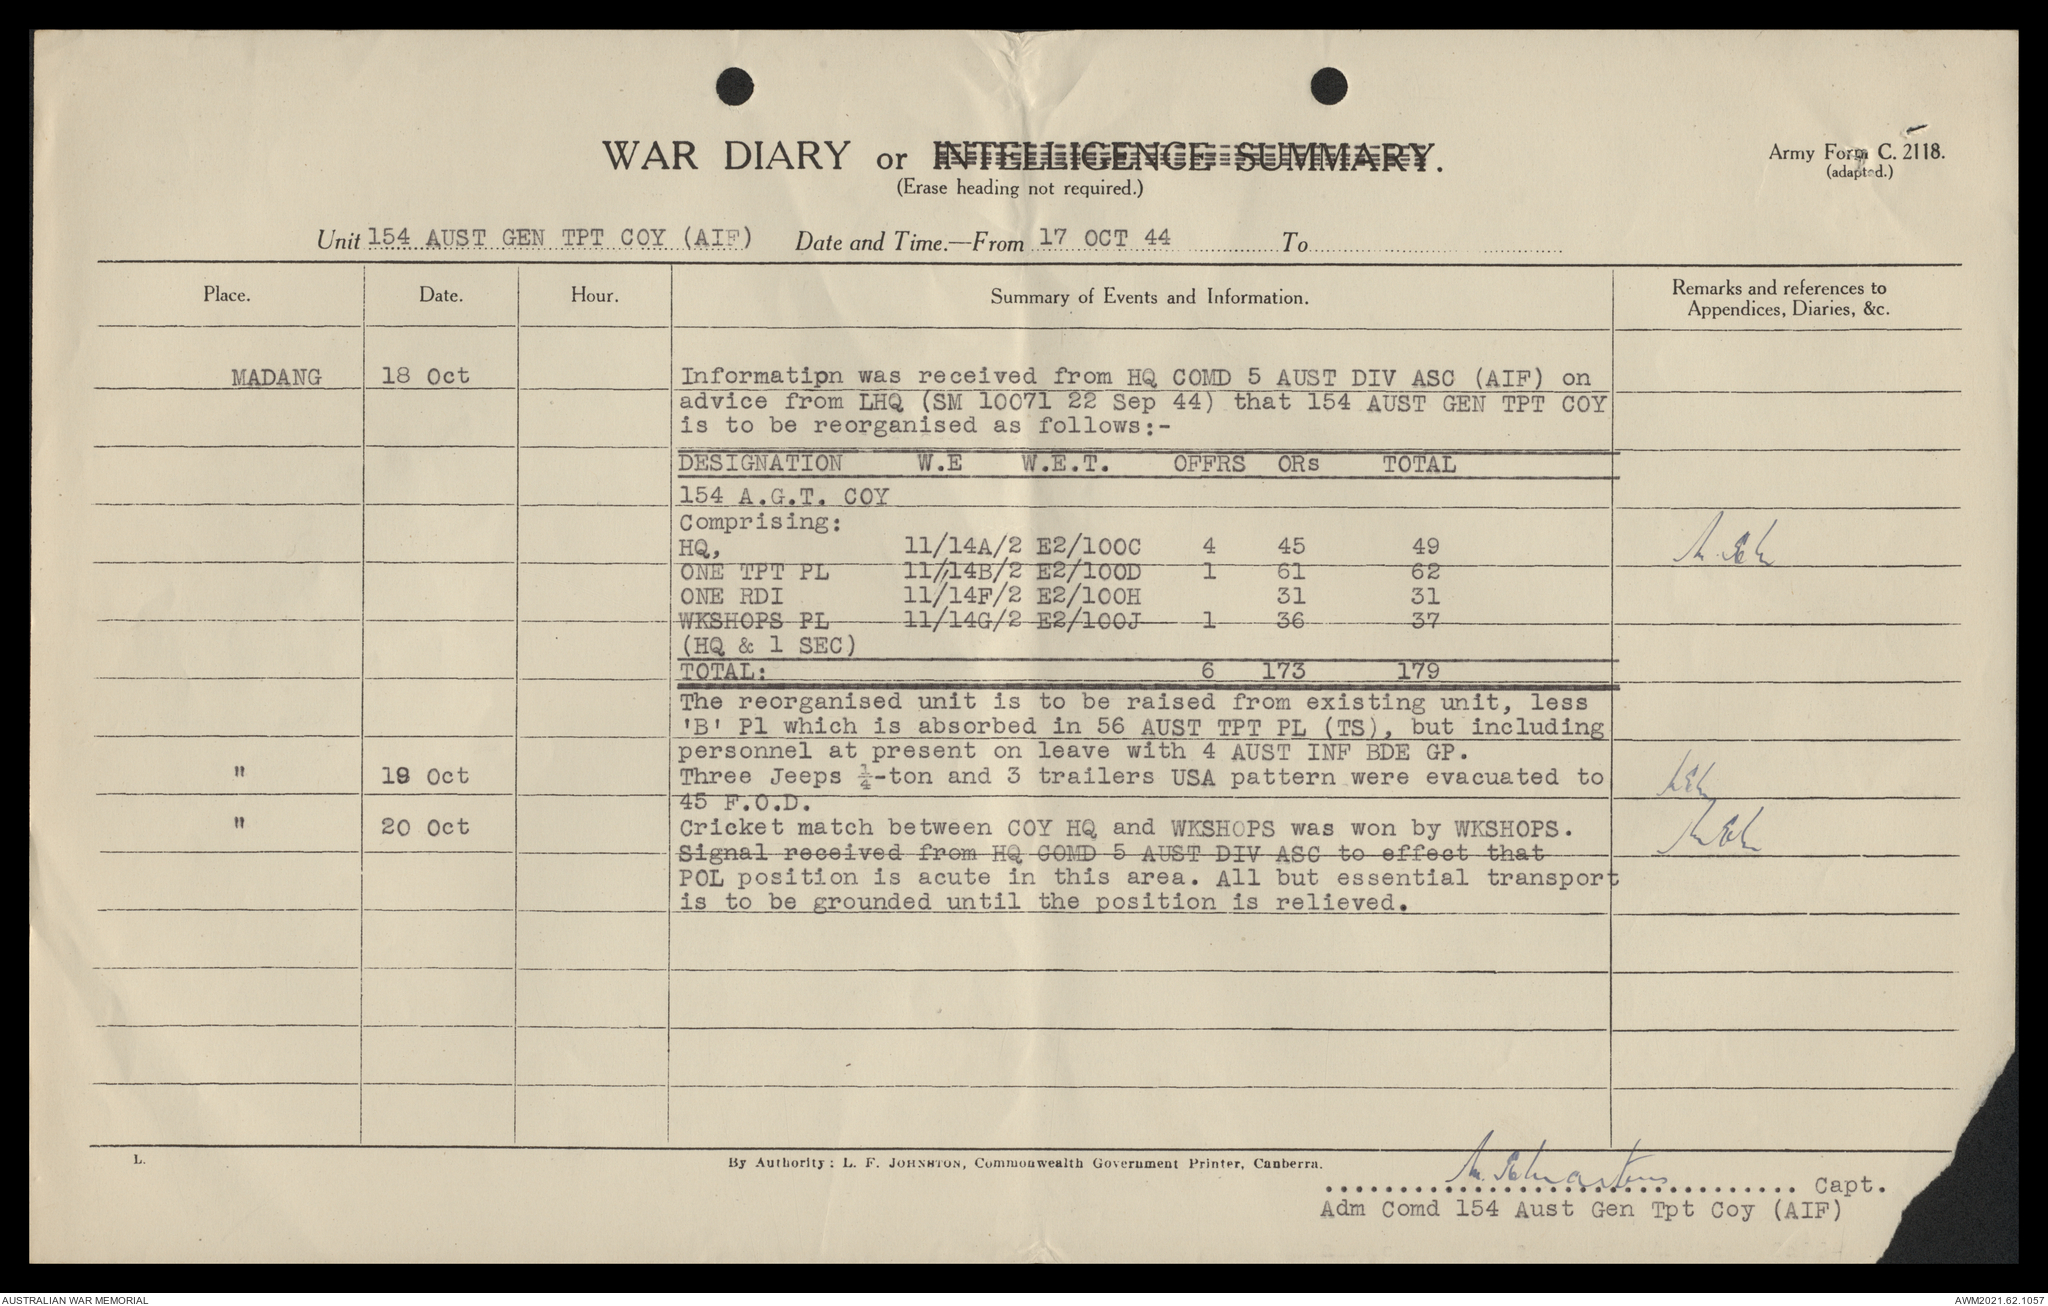 WAR DIARY or INTELLIGENCE SUMMARY.
(Erase heading not required.)
Army Form C. 2118.
(adapted.)
Unit 154 AUST GEN TPT COY (AIF) Date and Time.—From 17 OCT 44 To
Place. Date. Hour. Summary of Events and Information. Remarks and references to
Appendices, Diaries, &c.
MADANG 18 Oct Informatipn was received from HQ COMD 5 AUST DIV ASC (AIF) on
advice from LHQ (SM 10071 22 Sep 44) that 154 AUST GEN TPT COY
is to be reorganised as follows:-
DESIGNATION W.E W.E.T. OFFRS ORs TOTAL
154 A.G.T. COY
Comprising:
HQ, 11/14A/2 E2/100C 4 45 49
ONE TPT PL 11/14B/2 E2/100D 1 61 62
ONE RDI 11/14F/2 E2/100H 31 31
WKSHOPS PL 11/14G/2 E2/100J 1 36 37
(HQ & 1 SEC)
TOTAL: 6 173 179
The reorganised unit is to be raised from existing unit, less
'B' Pl which is absorbed in 56 AUST TPT PL (TS), but including
personnel at present on leave with 4 AUST INF BDE GP.
" 19 Oct Three Jeeps ¼-ton and 3 trailers USA pattern were evacuated to
45 F.O.D.
" 20 Oct Cricket match between COY HQ and WKSHOPS was won by WKSHOPS.
Signal received from HQ COMD 5 AUST DIV ASC to effect that
POL position is acute in this area. All but essential transport
is to be grounded until the position is relieved.
L. By Authority: L. F. JOHNSTON, Commonwealth Government Printer, Canberra.
Capt.
Adm Comd 154 Aust Gen Tpt Coy (AIF)
AUSTRALIAN WAR MEMORIAL AWM2021.62.1057